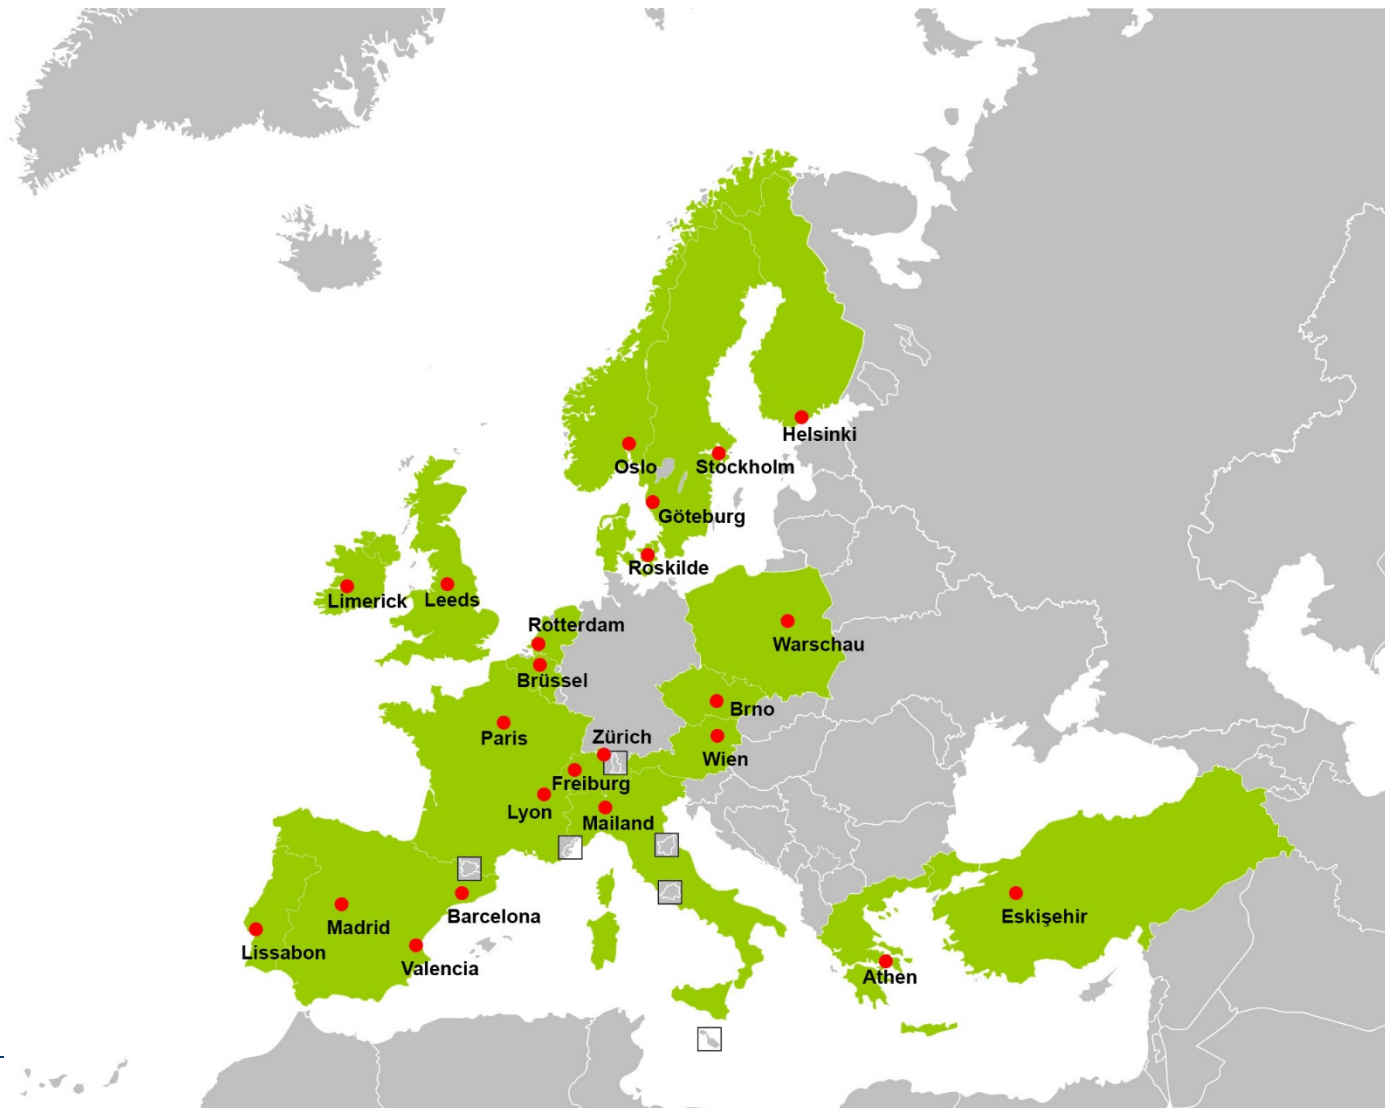 Helsinki
Oslo
Stockholm
Göteburg
Roskilde
Limerick
Leeds
Rotterdam
Warschau
Brüssel
Brno
Zürich
Paris
Wien
Freiburg
Lyon
Mailand
Barcelona
Eskişehir
Madrid
Lissabon
Valencia
Athen